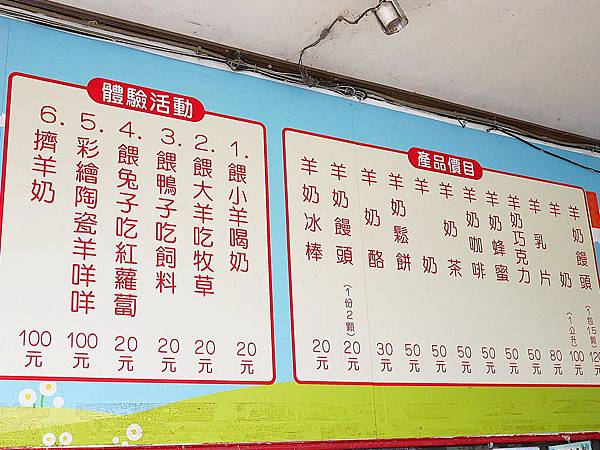 體驗活動
1. 餵小羊喝奶 20元
2. 餵大羊吃牧草 20元
3. 餵鴨子吃飼料 20元
4. 餵兔子吃紅蘿蔔 20元
5. 彩繪陶瓷羊咩咩 100元
6. 擠羊奶 100元
產品價目
羊奶冰棒 20元
羊奶饅頭(1份2顆) 20元
羊奶酪 30元
羊奶鬆餅 50元
羊奶 50元
羊奶茶 50元
羊奶咖啡 50元
羊奶蜂蜜 50元
羊奶巧克力 50元
羊乳片 80元
羊奶(1公升) 100元
羊奶饅頭(1包15顆) 120元